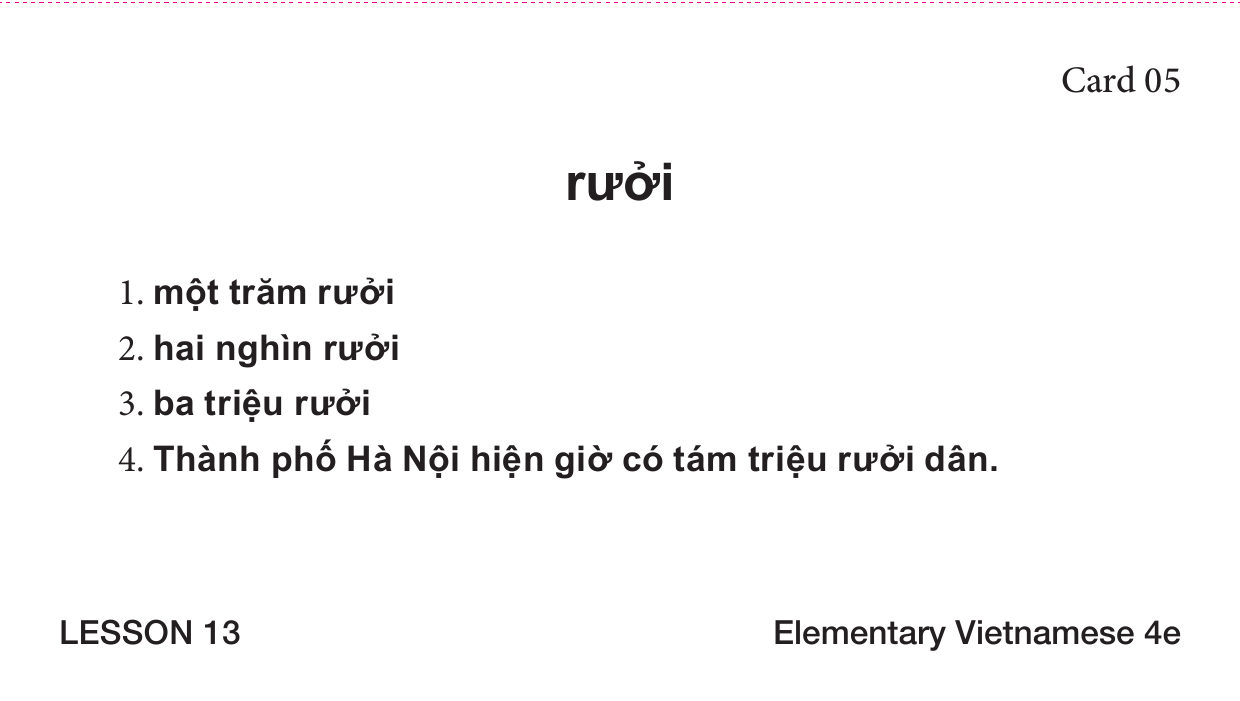 Card 05
rưởi
1. một trăm rưởi
2. hai nghìn rưởi
3. ba triệu rưởi
4. Thành phố Hà Nội hiện giờ có tám triệu rưởi dân.
LESSON 13 Elementary Vietnamese 4e